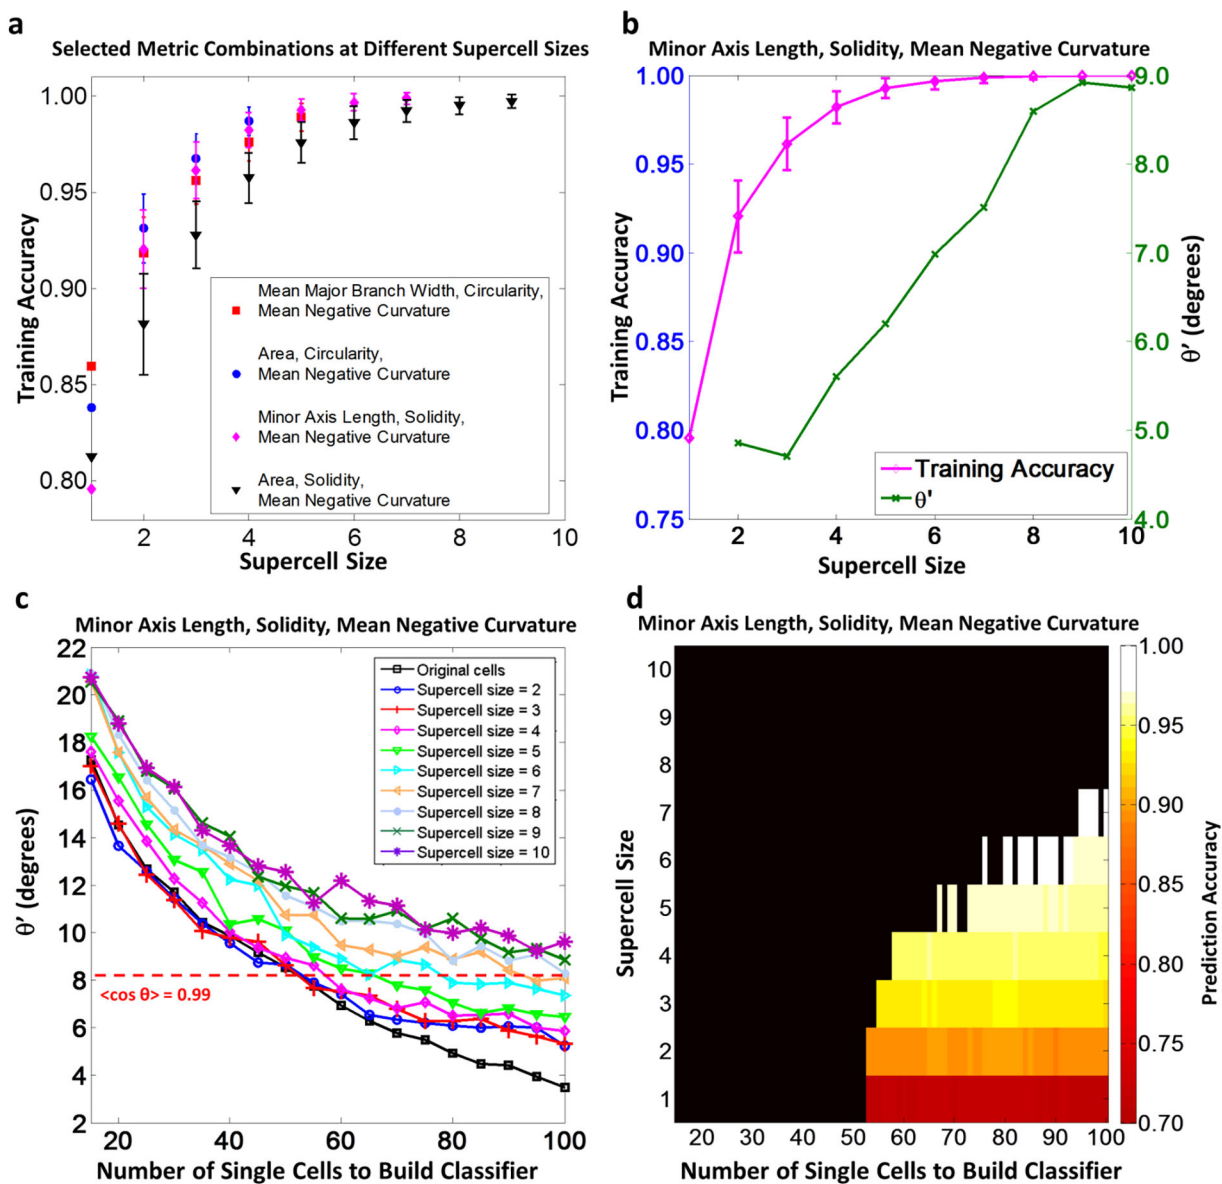 a
Selected Metric Combinations at Different Supercell Sizes
1.00
0.95
0.90
0.85
0.80
Training Accuracy
Mean Major Branch Width, Circularity,
Mean Negative Curvature
Area, Circularity,
Mean Negative Curvature
Minor Axis Length, Solidity,
Mean Negative Curvature
Area, Solidity,
Mean Negative Curvature
2 4 6 8 10
Supercell Size
b
Minor Axis Length, Solidity, Mean Negative Curvature
1.00
0.95
0.90
0.85
0.80
0.75
Training Accuracy
9.0
8.0
7.0
6.0
5.0
4.0
θ’ (degrees)
Training Accuracy
θ'
2 4 6 8 10
Supercell Size
c
Minor Axis Length, Solidity, Mean Negative Curvature
22
20
18
16
14
12
10
8
6
4
2
θ’ (degrees)
Original cells
Supercell size = 2
Supercell size = 3
Supercell size = 4
Supercell size = 5
Supercell size = 6
Supercell size = 7
Supercell size = 8
Supercell size = 9
Supercell size = 10
<cos θ> = 0.99
20 40 60 80 100
Number of Single Cells to Build Classifier
d
Minor Axis Length, Solidity, Mean Negative Curvature
10
9
8
7
6
5
4
3
2
1
Supercell Size
1.00
0.95
0.90
0.85
0.80
0.75
0.70
Prediction Accuracy
20 30 40 50 60 70 80 90 100
Number of Single Cells to Build Classifier